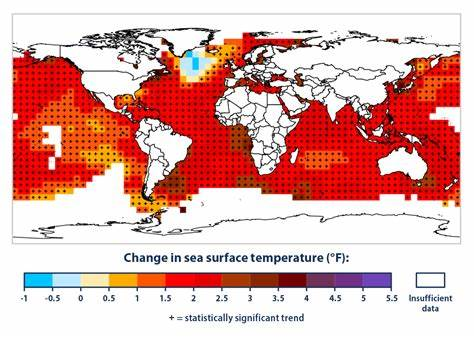 Change in sea surface temperature (°F):
-1 -0.5 0 0.5 1 1.5 2 2.5 3 3.5 4 4.5 5 5.5
Insufficient
data
+ = statistically significant trend